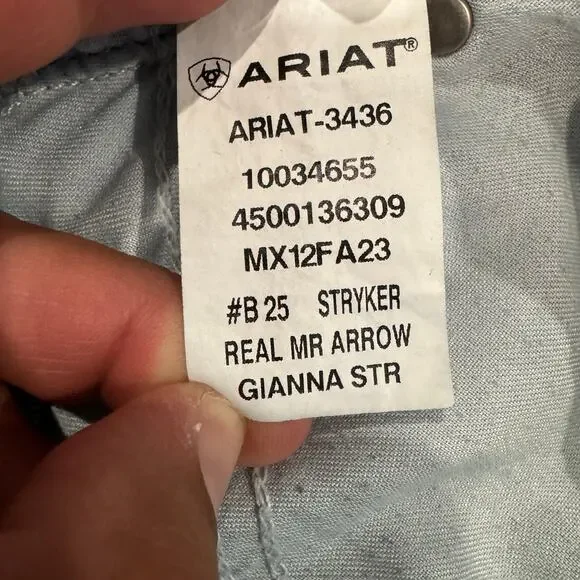 ARIAT®
ARIAT-3436
10034655
4500136309
MX12FA23
#B 25 STRYKER
REAL MR ARROW
GIANNA STR